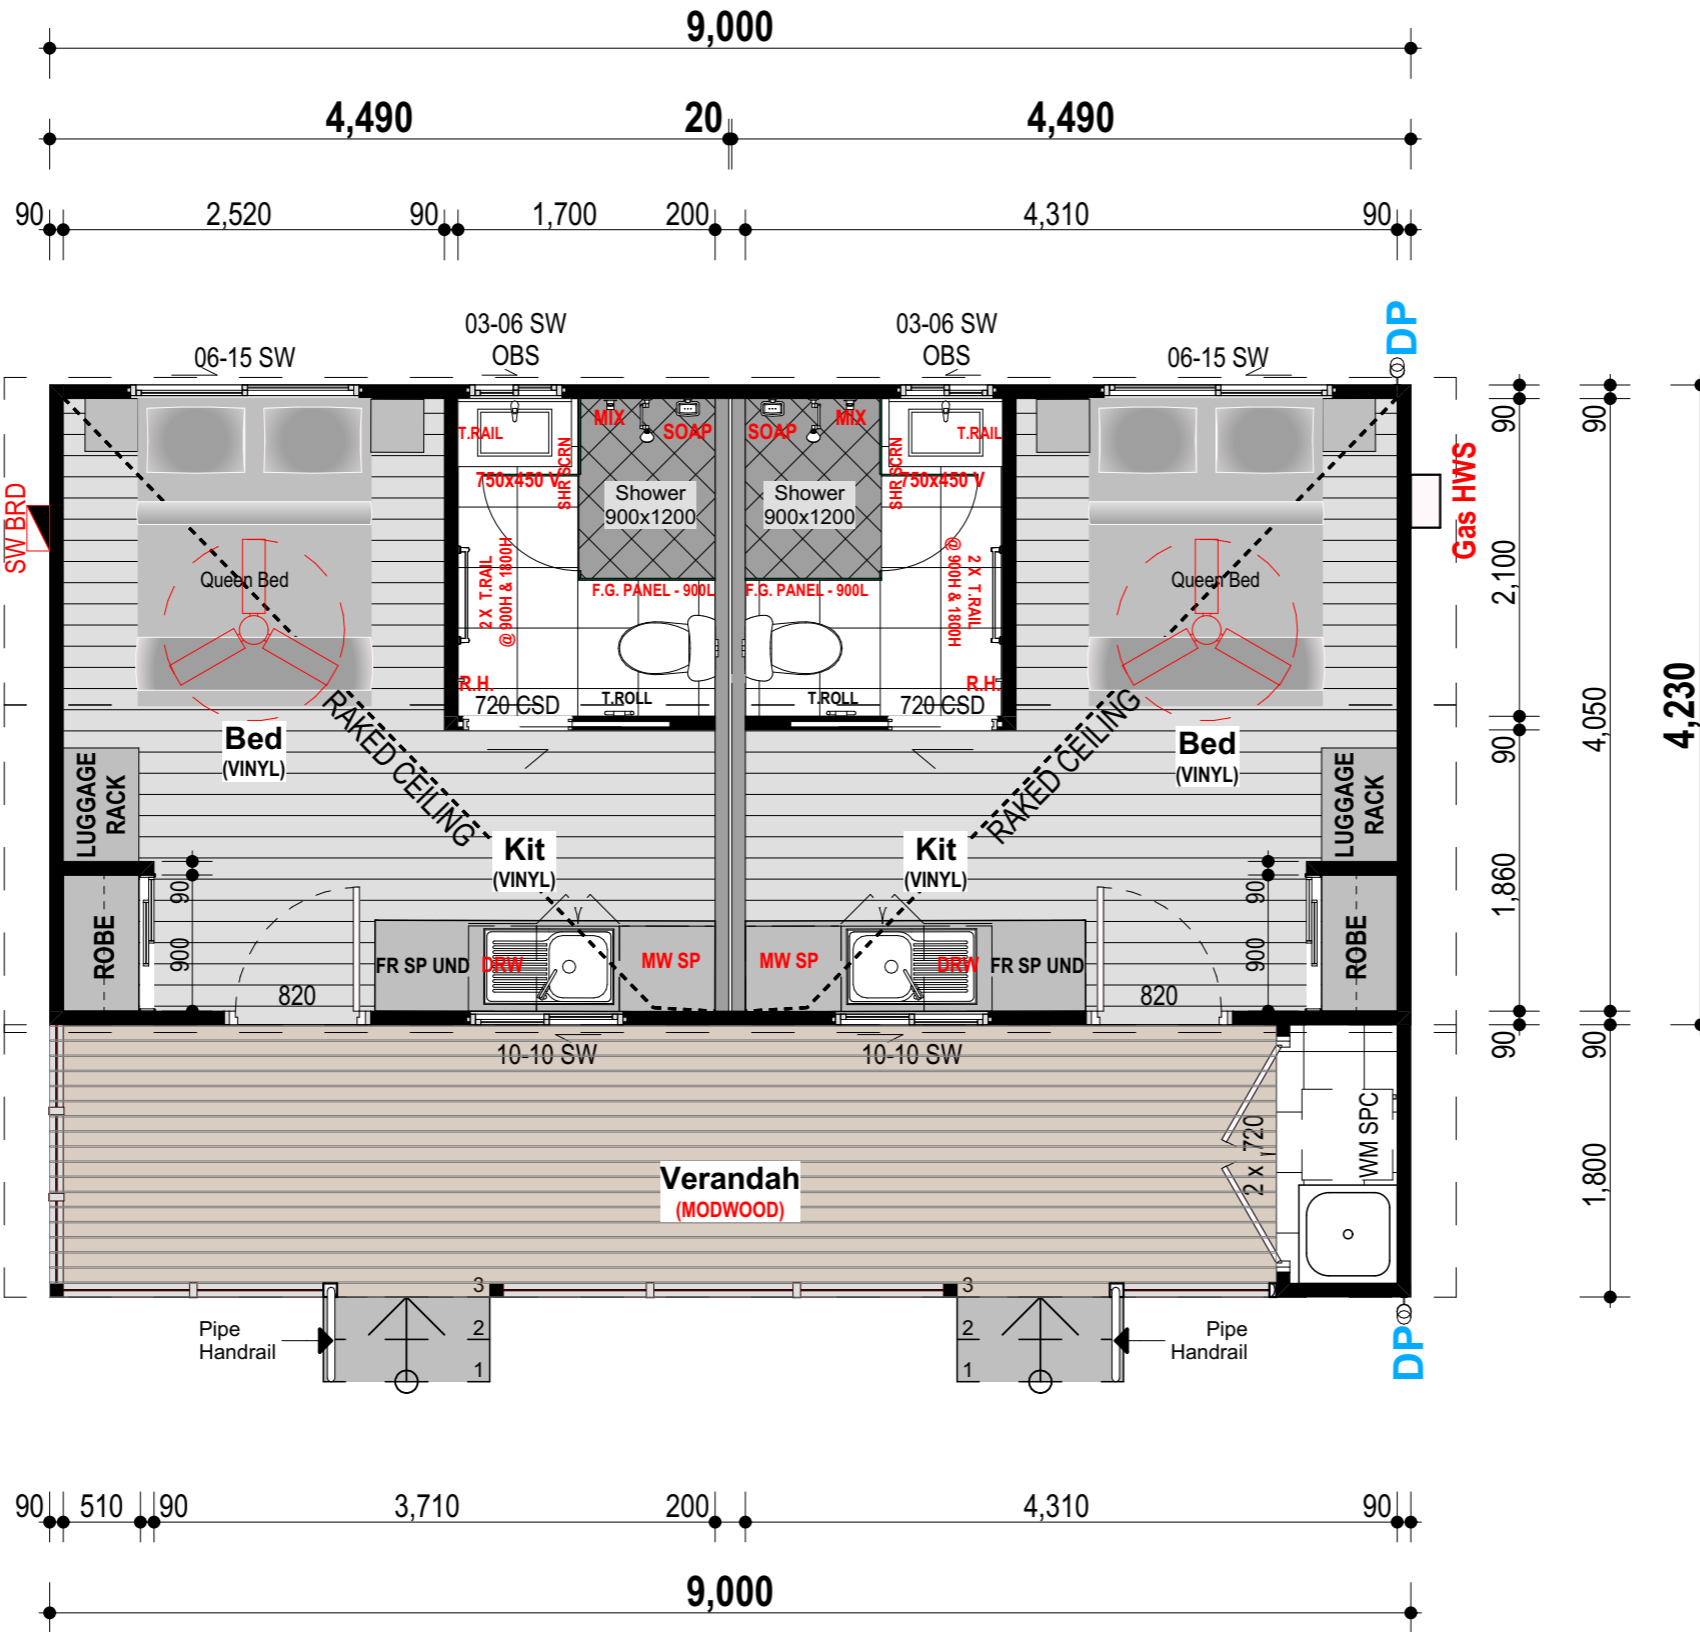 9,000
4,490 20 4,490
90 2,520 90 1,700 200 4,310 90
03-06 SW
OBS
03-06 SW
OBS
06-15 SW
06-15 SW
DP
T.RAIL
MIX
SOAP
SOAP
MIX
T.RAIL
750x450 V
SHR SCRN
Shower
900x1200
Shower
900x1200
SHR SCRN
750x450 V
SW BRD
Gas HWS
Queen Bed
Queen Bed
2 X T.RAIL
@ 900H & 1800H
F.G. PANEL - 900L
F.G. PANEL - 900L
2 X T.RAIL
@ 900H & 1800H
R.H.
720 CSD
T.ROLL
T.ROLL
720 CSD
R.H.
Bed
(VINYL)
RAKED CEILING
RAKED CEILING
Bed
(VINYL)
LUGGAGE
RACK
Kit
(VINYL)
Kit
(VINYL)
LUGGAGE
RACK
ROBE
90
900
820
FR SP UND
DRW
MW SP
MW SP
DRW
FR SP UND
820
90
900
ROBE
10-10 SW
10-10 SW
Verandah
(MODWOOD)
2 x 720
WM SPC
3
2
1
3
2
1
Pipe
Handrail
Pipe
Handrail
DP
90
2,100
90
1,860
90
90
4,050
90
1,800
4,230
90 510 90 3,710 200 4,310 90
9,000